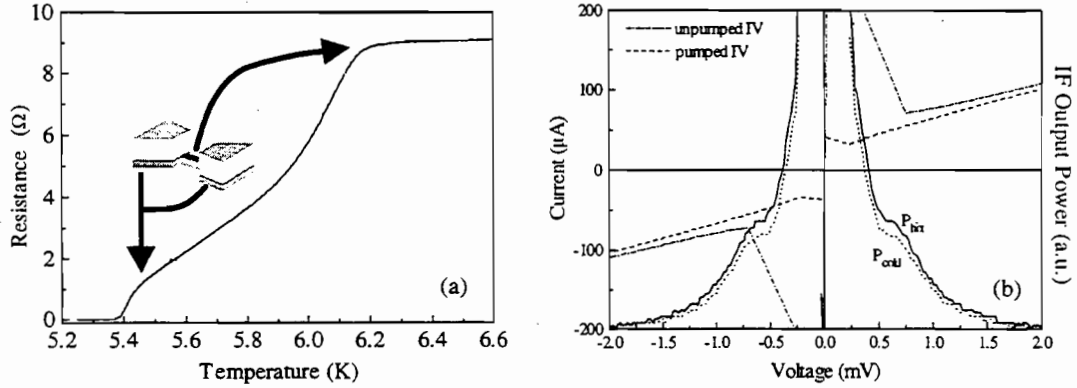 10
8
6
4
2
0
Resistance (Ω)
5.2 5.4 5.6 5.8 6.0 6.2 6.4 6.6
Temperature (K)
(a)
200
100
0
-100
-200
Current (μA)
unpumped IV
pumped IV
P hot
P cold
(b)
-2.0 -1.5 -1.0 -0.5 0.0 0.5 1.0 1.5 2.0
Voltage (mV)
IF Output Power (a.u.)